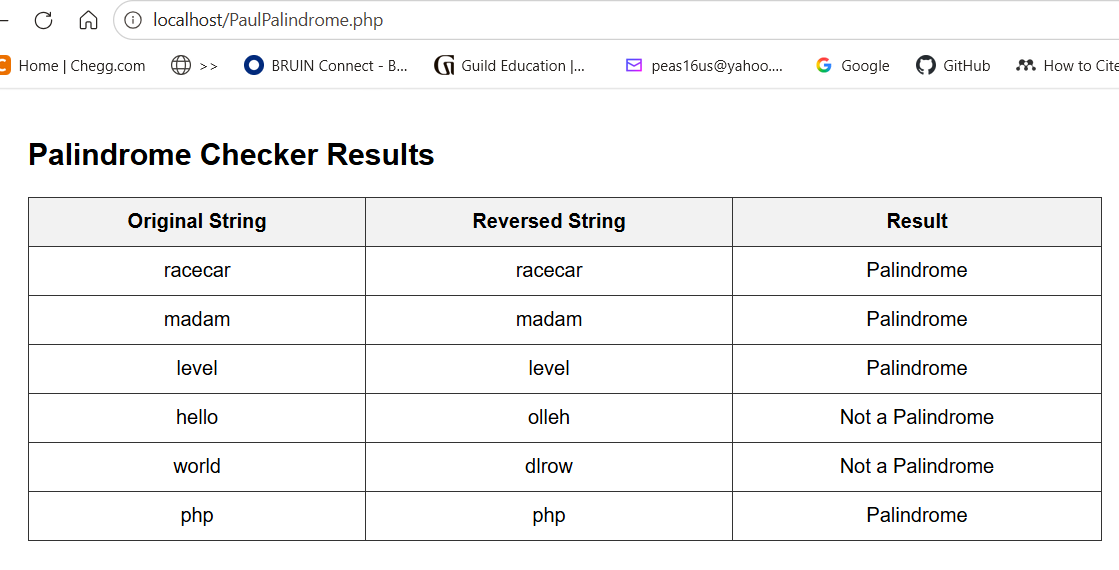 localhost/PaulPalindrome.php
Home | Chegg.com >> BRUIN Connect - B... Guild Education |... peas16us@yahoo.... Google GitHub How to Cite
Palindrome Checker Results
Original String Reversed String Result
racecar racecar Palindrome
madam madam Palindrome
level level Palindrome
hello olleh Not a Palindrome
world dlrow Not a Palindrome
php php Palindrome